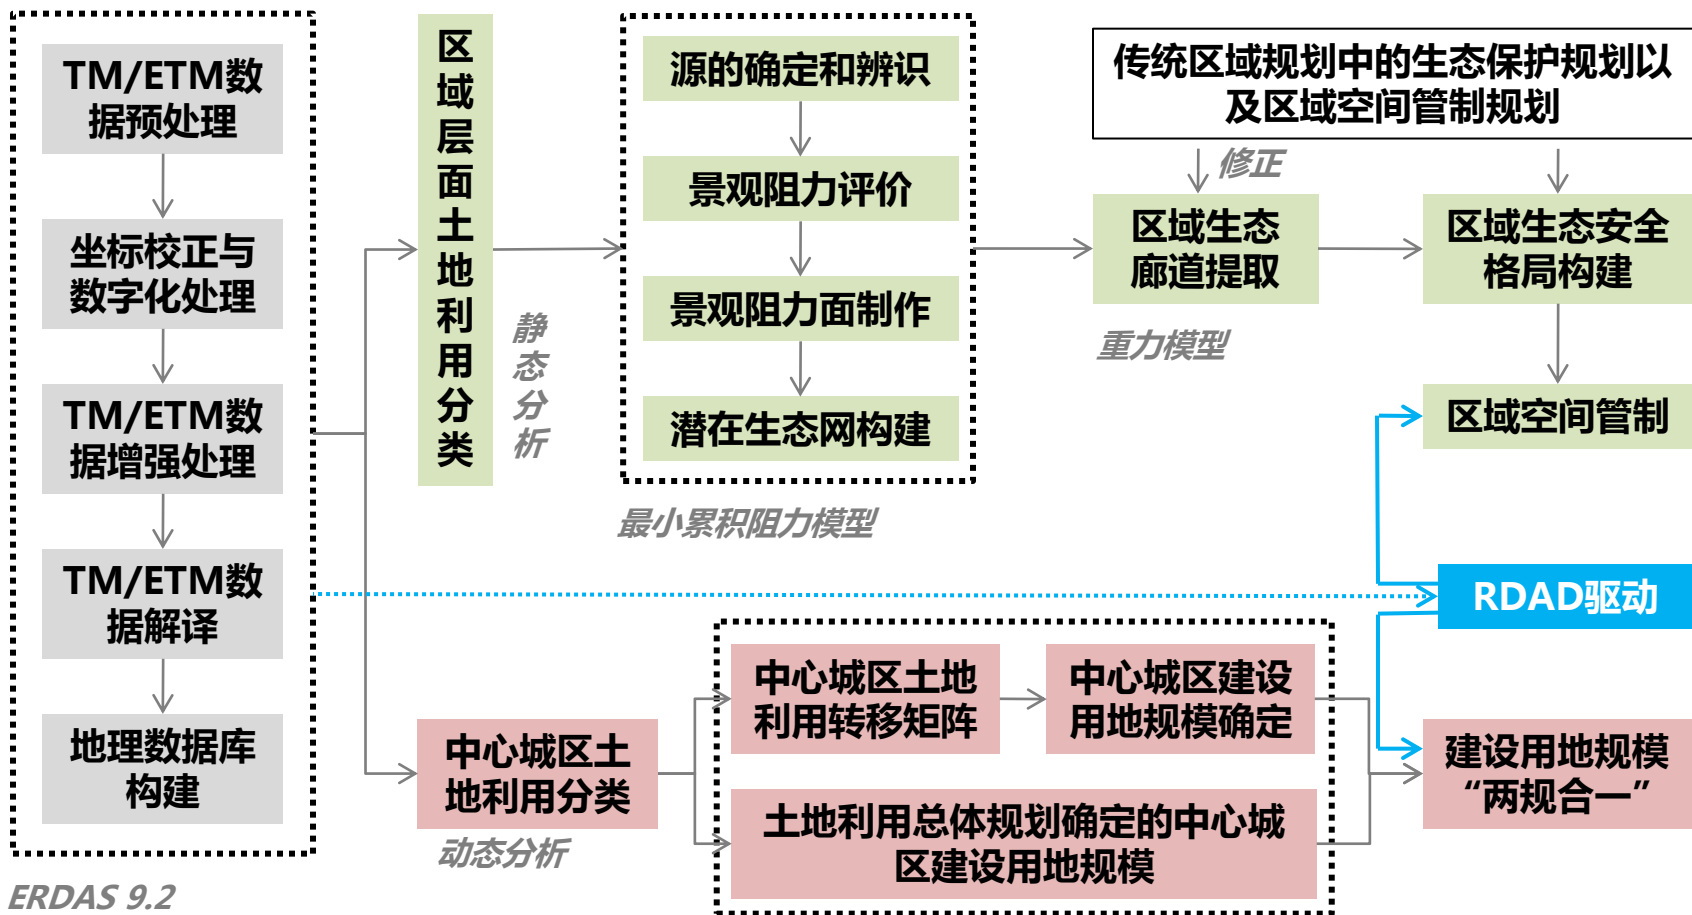 TM/ETM数
据预处理
坐标校正与
数字化处理
TM/ETM数
据增强处理
TM/ETM数
据解译
地理数据库
构建
ERDAS 9.2
区
域
层
面
土
地
利
用
分
类
静
态
分
析
源的确定和辨识
景观阻力评价
景观阻力面制作
潜在生态网构建
最小累积阻力模型
传统区域规划中的生态保护规划以
及区域空间管制规划
修正
区域生态
廊道提取
重力模型
区域生态安全
格局构建
区域空间管制
RDAD驱动
中心城区土
地利用分类
动态分析
中心城区土地
利用转移矩阵
中心城区建设
用地规模确定
土地利用总体规划确定的中心城
区建设用地规模
建设用地规模
“两规合一”